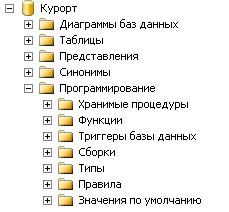 Курорт
Диаграммы баз данных
Таблицы
Представления
Синонимы
Программирование
Хранимые процедуры
Функции
Триггеры базы данных
Сборки
Типы
Правила
Значения по умолчанию